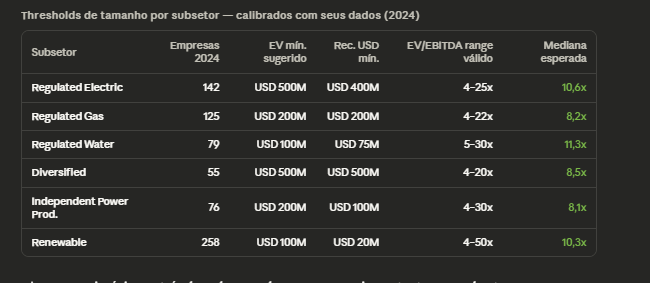 Thresholds de tamanho por subsetor — calibrados com seus dados (2024)
Subsetor Empresas 2024 EV mín. sugerido Rec. USD mín. EV/EBITDA range válido Mediana esperada
Regulated Electric 142 USD 500M USD 400M 4–25x 10,6x
Regulated Gas 125 USD 200M USD 200M 4–22x 8,2x
Regulated Water 79 USD 100M USD 75M 5–30x 11,3x
Diversified 55 USD 500M USD 500M 4–20x 8,5x
Independent Power Prod. 76 USD 200M USD 100M 4–30x 8,1x
Renewable 258 USD 100M USD 20M 4–50x 10,3x